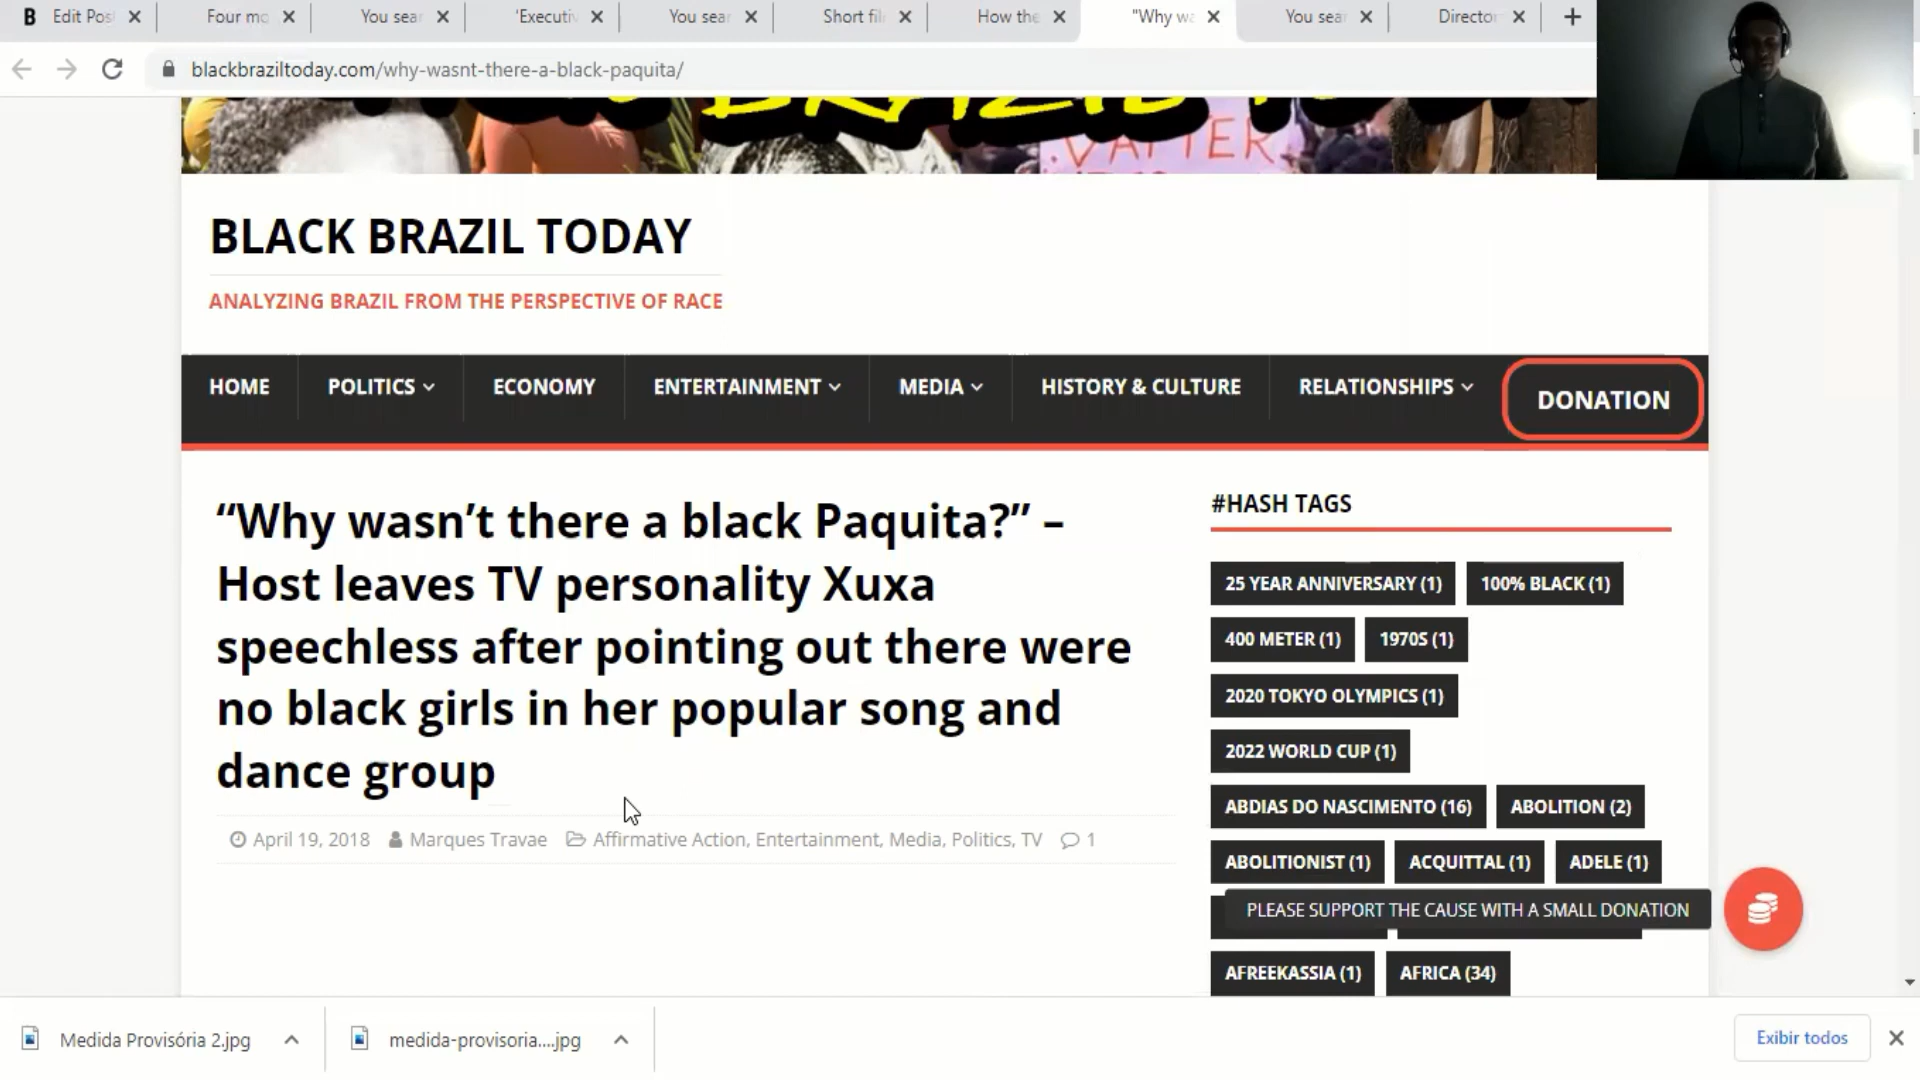 B Edit Pos
Four mo
You sear
'Executiv
You sear
Short fil
How the
"Why wa
You sear
Director
blackbraziltoday.com/why-wasnt-there-a-black-paquita/
BLACK BRAZIL TODAY
ANALYZING BRAZIL FROM THE PERSPECTIVE OF RACE
HOME
POLITICS
ECONOMY
ENTERTAINMENT
MEDIA
HISTORY & CULTURE
RELATIONSHIPS
DONATION
“Why wasn’t there a black Paquita?” –
Host leaves TV personality Xuxa
speechless after pointing out there were
no black girls in her popular song and
dance group
April 19, 2018 Marques Travae Affirmative Action, Entertainment, Media, Politics, TV 1
#HASH TAGS
25 YEAR ANNIVERSARY (1) 100% BLACK (1)
400 METER (1) 1970S (1)
2020 TOKYO OLYMPICS (1)
2022 WORLD CUP (1)
ABDIAS DO NASCIMENTO (16) ABOLITION (2)
ABOLITIONIST (1) ACQUITTAL (1) ADELE (1)
PLEASE SUPPORT THE CAUSE WITH A SMALL DONATION
AFREEKASSIA (1) AFRICA (34)
Medida Provisória 2.jpg
medida-provisoria....jpg
Exibir todos